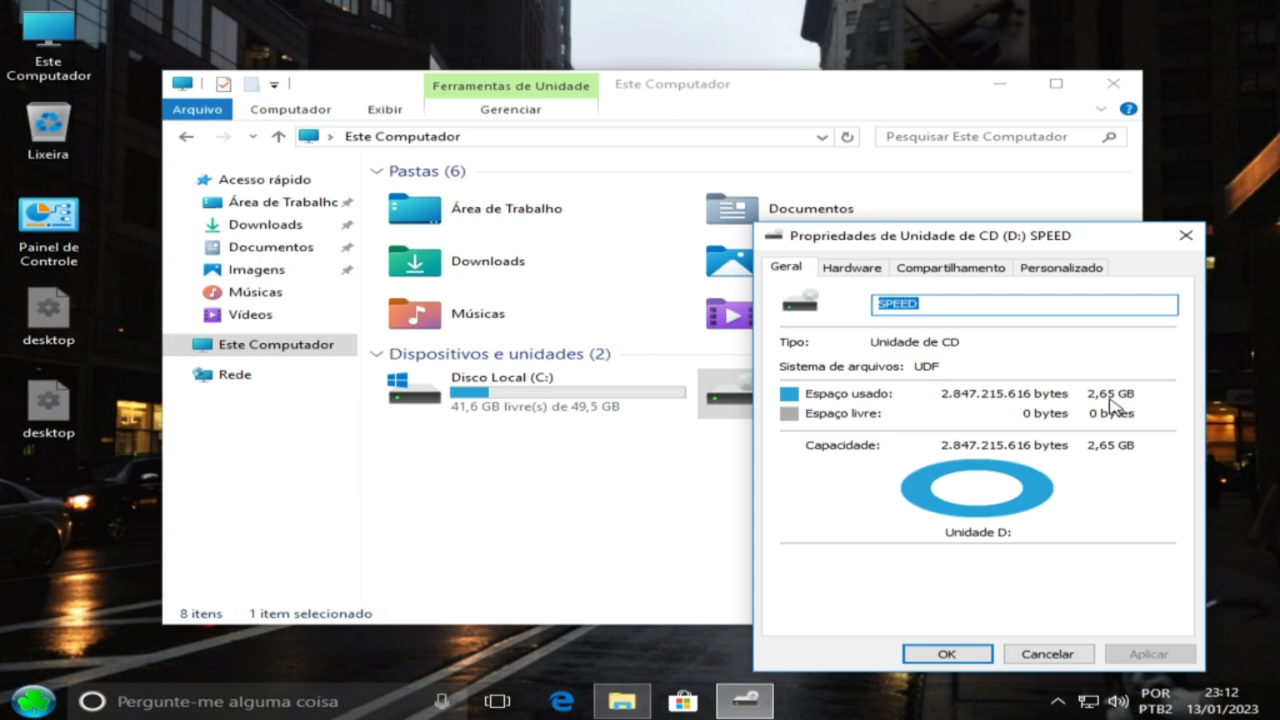 Este
Computador
Lixeira
Painel de
Controle
desktop
desktop
Ferramentas de Unidade
Este Computador
Arquivo
Computador
Exibir
Gerenciar
?
Este Computador
Pesquisar Este Computador
Acesso rápido
Área de Trabalhc
Downloads
Documentos
Imagens
Músicas
Vídeos
Este Computador
Rede
Pastas (6)
Área de Trabalho
Documentos
Downloads
Músicas
Dispositivos e unidades (2)
Disco Local (C:)
41,6 GB livre(s) de 49,5 GB
8 itens
1 item selecionado
Propriedades de Unidade de CD (D:) SPEED
Geral
Hardware
Compartilhamento
Personalizado
SPEED
Tipo: Unidade de CD
Sistema de arquivos: UDF
Espaço usado: 2.847.215.616 bytes 2,65 GB
Espaço livre: 0 bytes 0 bytes
Capacidade: 2.847.215.616 bytes 2,65 GB
Unidade D:
OK
Cancelar
Aplicar
Pergunte-me alguma coisa
POR
PTB2
23:12
13/01/2023